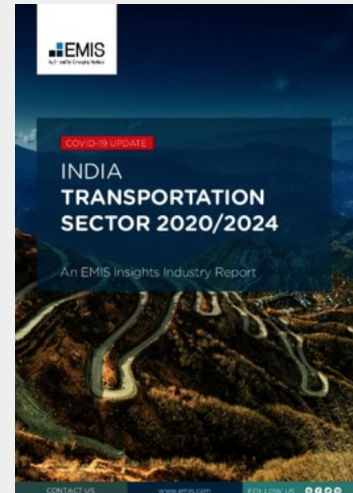 EMIS
COVID-19 UPDATE
INDIA
TRANSPORTATION
SECTOR 2020/2024
An EMIS Insights Industry Report
CONTACT US www.emis.com FOLLOW US